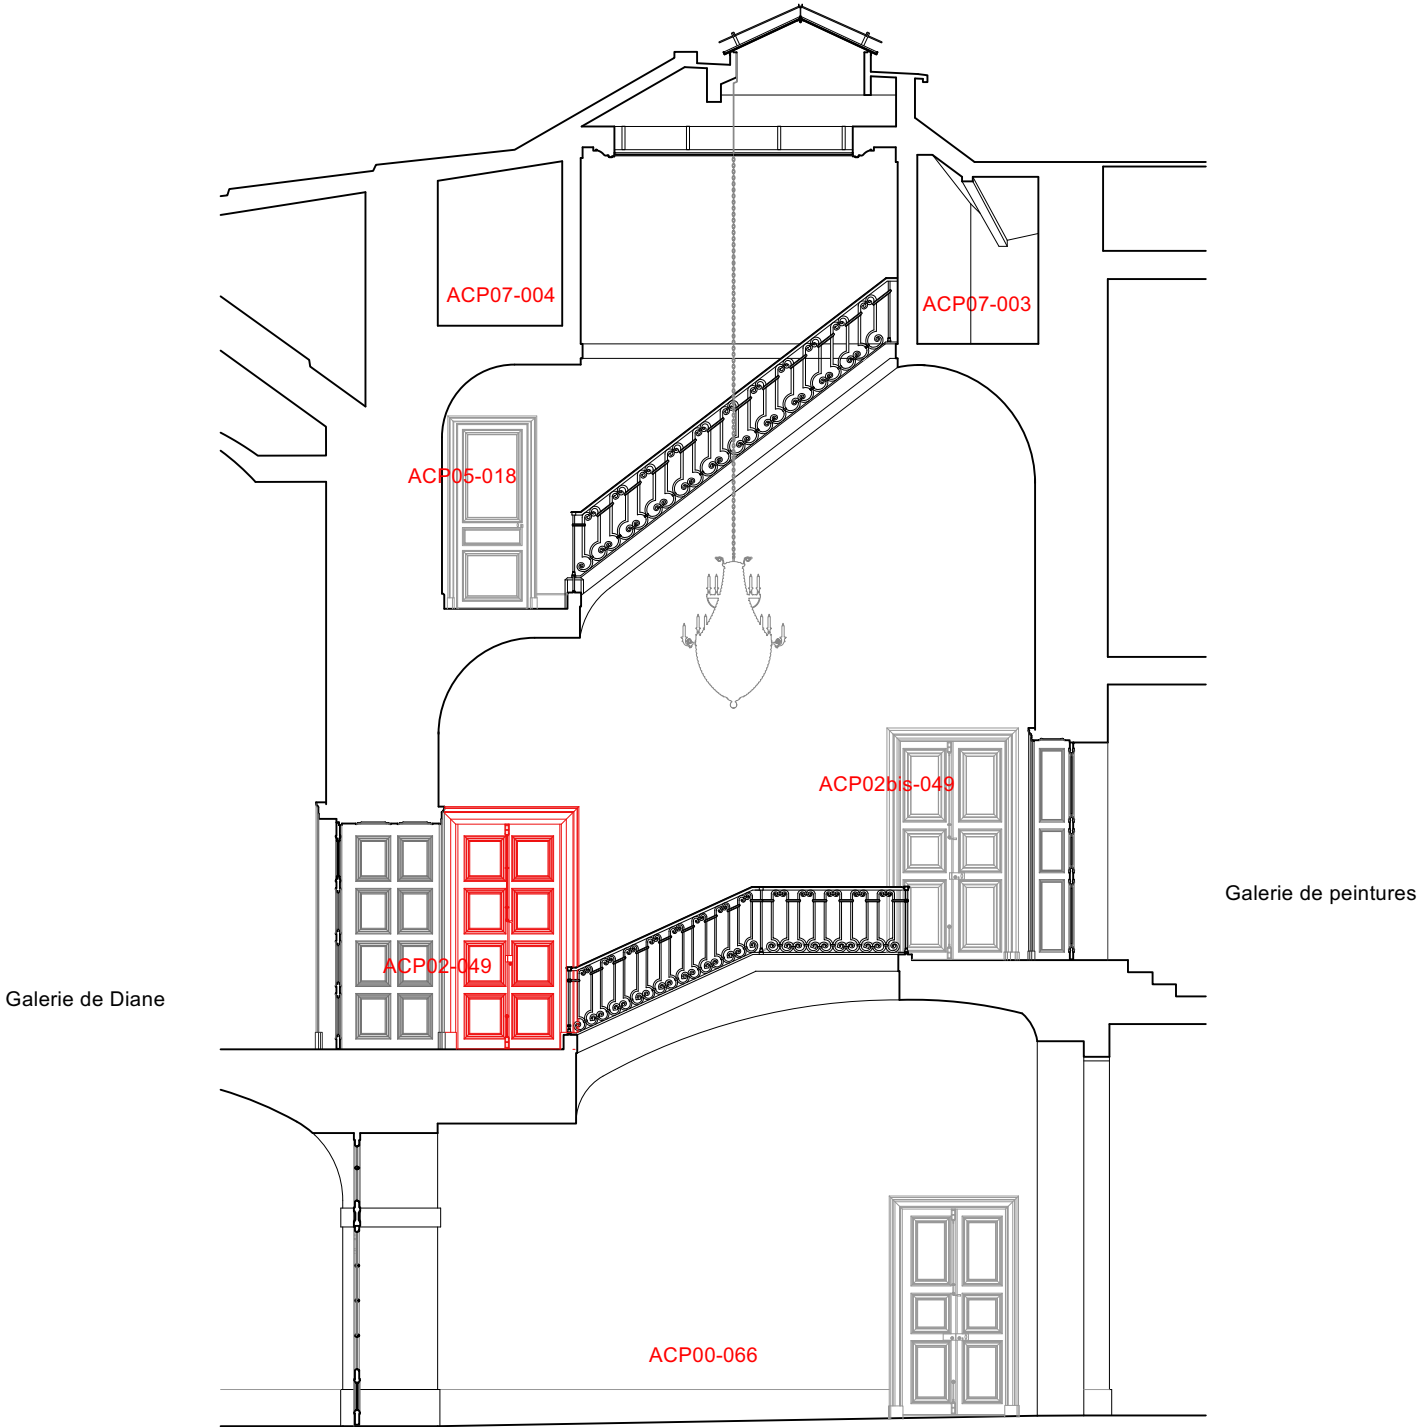 ACP07-004
ACP07-003
ACP05-018
ACP02bis-049
Galerie de peintures
ACP02-049
Galerie de Diane
ACP00-066